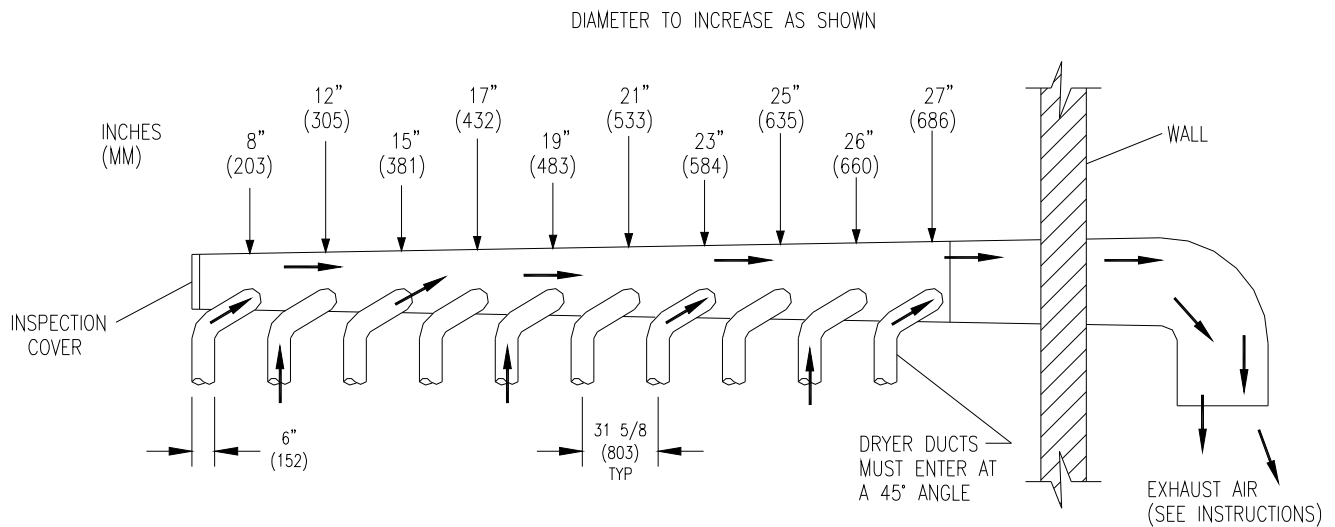 DIAMETER TO INCREASE AS SHOWN
INCHES
(MM)
8”
(203)
12”
(305)
15”
(381)
17”
(432)
19”
(483)
21”
(533)
23”
(584)
25”
(635)
26”
(660)
27”
(686)
WALL
INSPECTION
COVER
6”
(152)
31 5/8
(803)
TYP
DRYER DUCTS
MUST ENTER AT
A 45° ANGLE
EXHAUST AIR
(SEE INSTRUCTIONS)